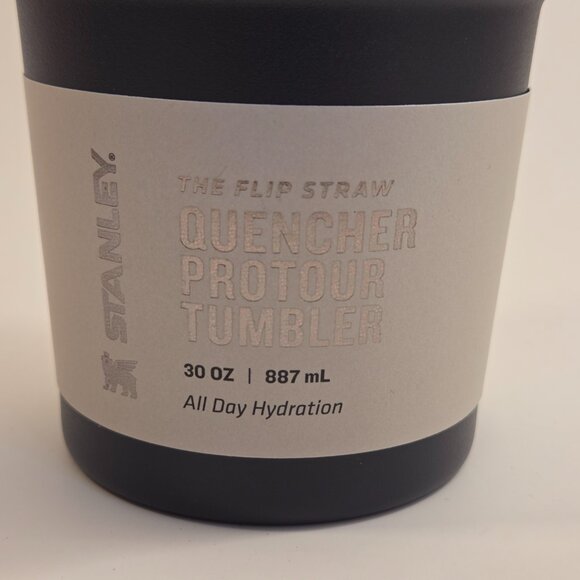 STANLEY®
THE FLIP STRAW
QUENCHER
PROTOUR
TUMBLER
30 OZ | 887 mL
All Day Hydration